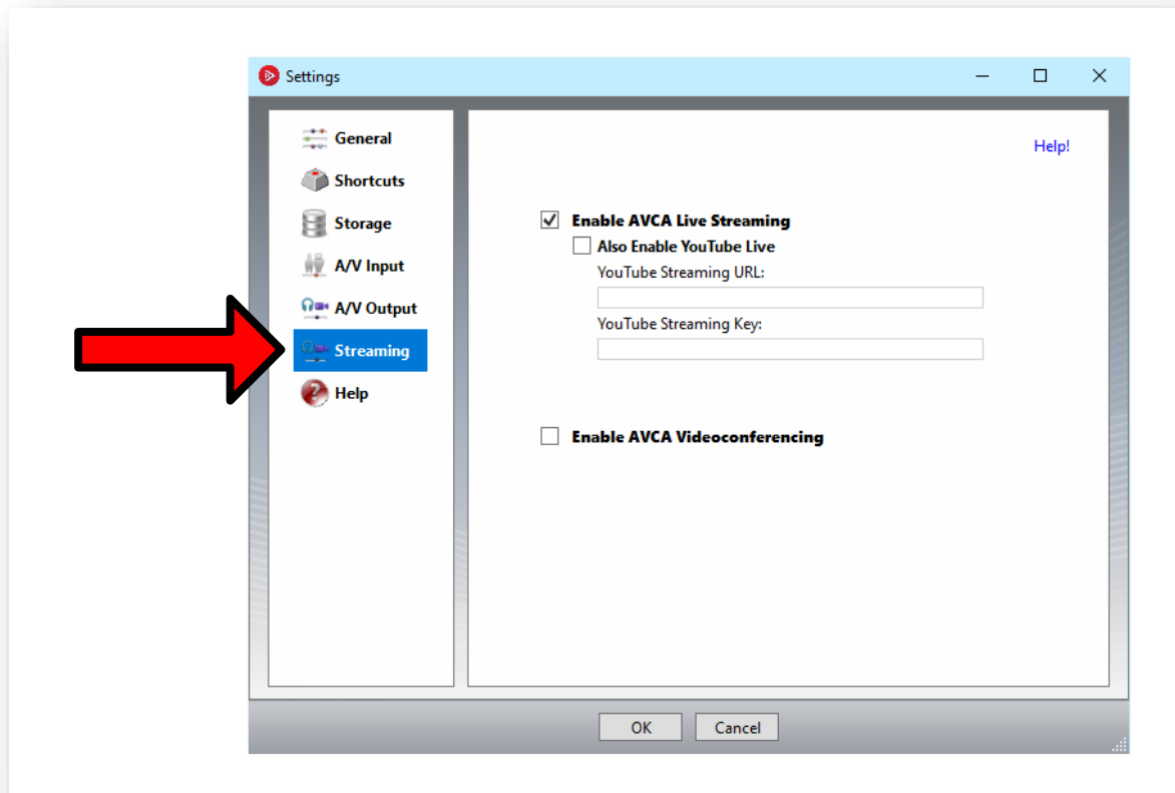 Settings
General
Shortcuts
Storage
A/V Input
A/V Output
Streaming
Help
Help!
Enable AVCA Live Streaming
Also Enable YouTube Live
YouTube Streaming URL:
YouTube Streaming Key:
Enable AVCA Videoconferencing
OK
Cancel